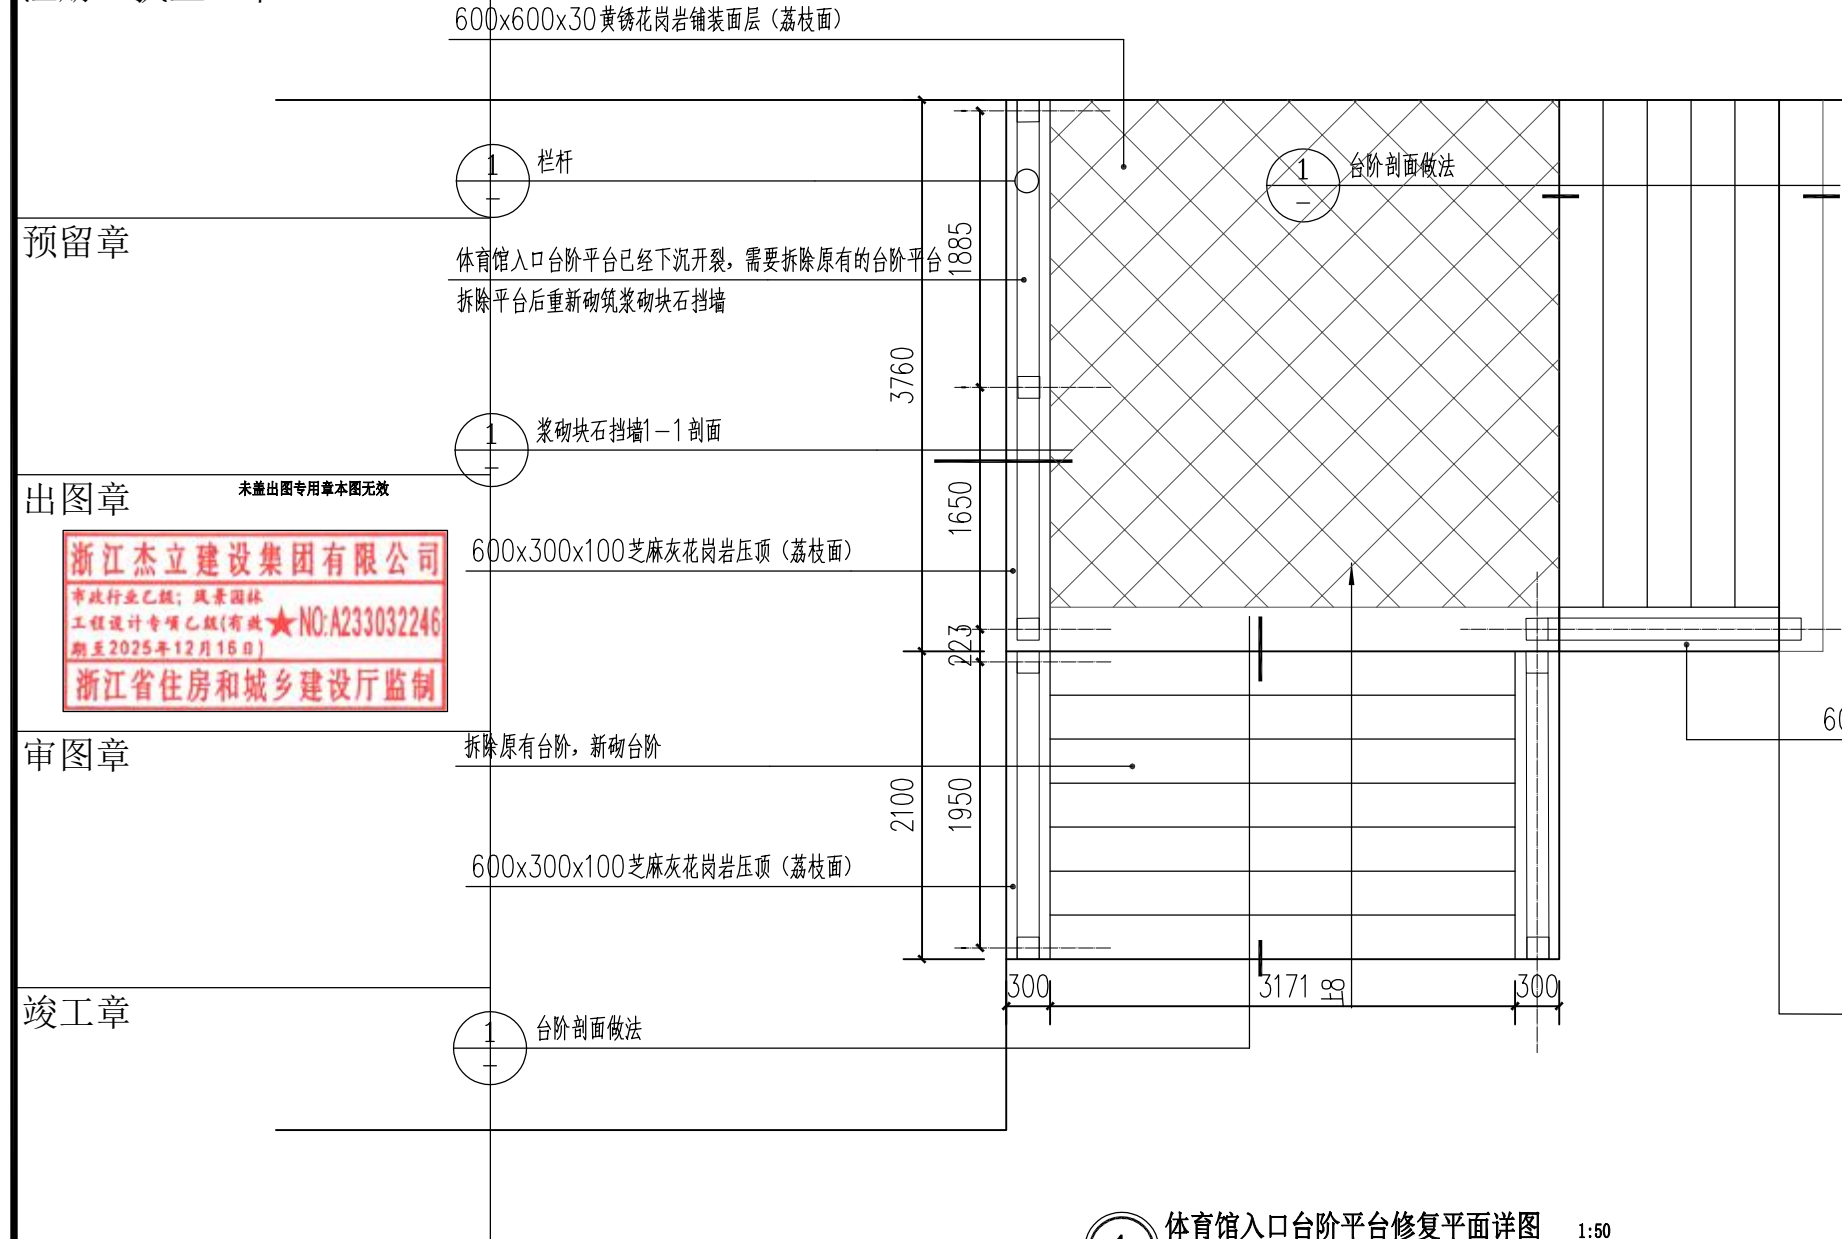 600x600x30黄锈花岗岩铺装面层（荔枝面）
1
–
栏杆
1
–
台阶剖面做法
预留章
体育馆入口台阶平台已经下沉开裂，需要拆除原有的台阶平台
拆除平台后重新砌筑浆砌块石挡墙
1885
3760
1
–
浆砌块石挡墙1-1剖面
出图章
未盖出图专用章本图无效
1650
浙江杰立建设集团有限公司
市政行业乙级；风景园林
工程设计专项乙级(有效
期至2025年12月16日)
★NO:A233032246
浙江省住房和城乡建设厅监制
600x300x100芝麻灰花岗岩压顶（荔枝面）
223
60
审图章
拆除原有台阶，新砌台阶
2100
1950
600x300x100芝麻灰花岗岩压顶（荔枝面）
300
3171
300
竣工章
1
–
台阶剖面做法
体育馆入口台阶平台修复平面详图
1:50